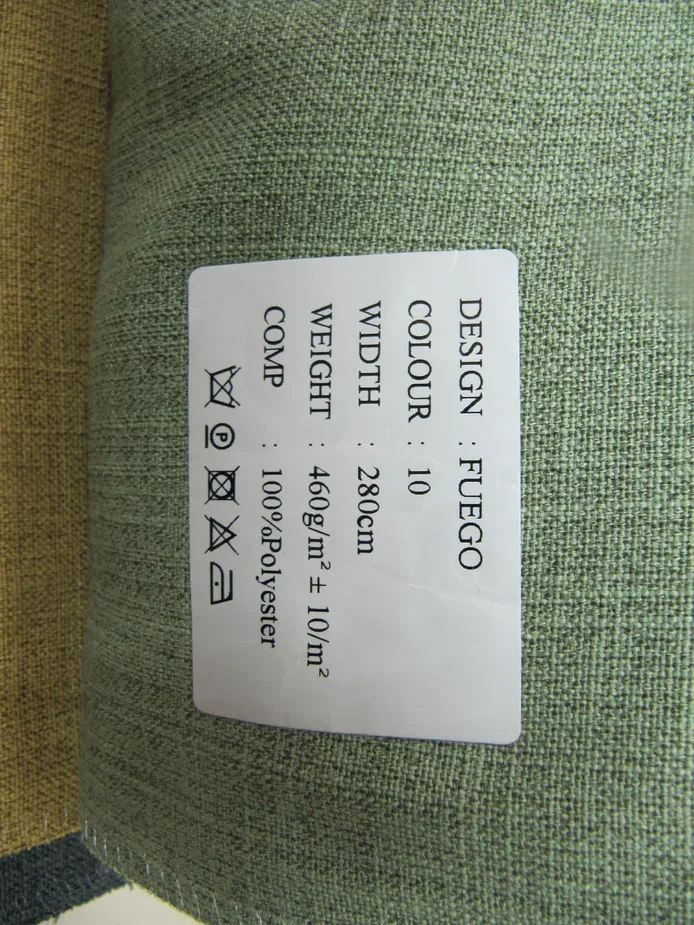 DESIGN : FUEGO
COLOUR : 10
WIDTH : 280cm
WEIGHT : 460g/m² ± 10/m²
COMP : 100%Polyester
P